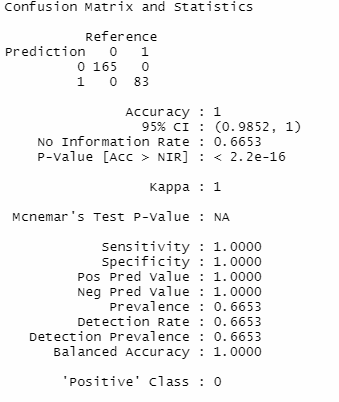 Confusion Matrix and Statistics
Reference
Prediction 0 1
0 165 0
1 0 83
Accuracy : 1
95% CI : (0.9852, 1)
No Information Rate : 0.6653
P-Value [Acc > NIR] : < 2.2e-16
Kappa : 1
Mcnemar's Test P-Value : NA
Sensitivity : 1.0000
Specificity : 1.0000
Pos Pred Value : 1.0000
Neg Pred Value : 1.0000
Prevalence : 0.6653
Detection Rate : 0.6653
Detection Prevalence : 0.6653
Balanced Accuracy : 1.0000
'Positive' Class : 0